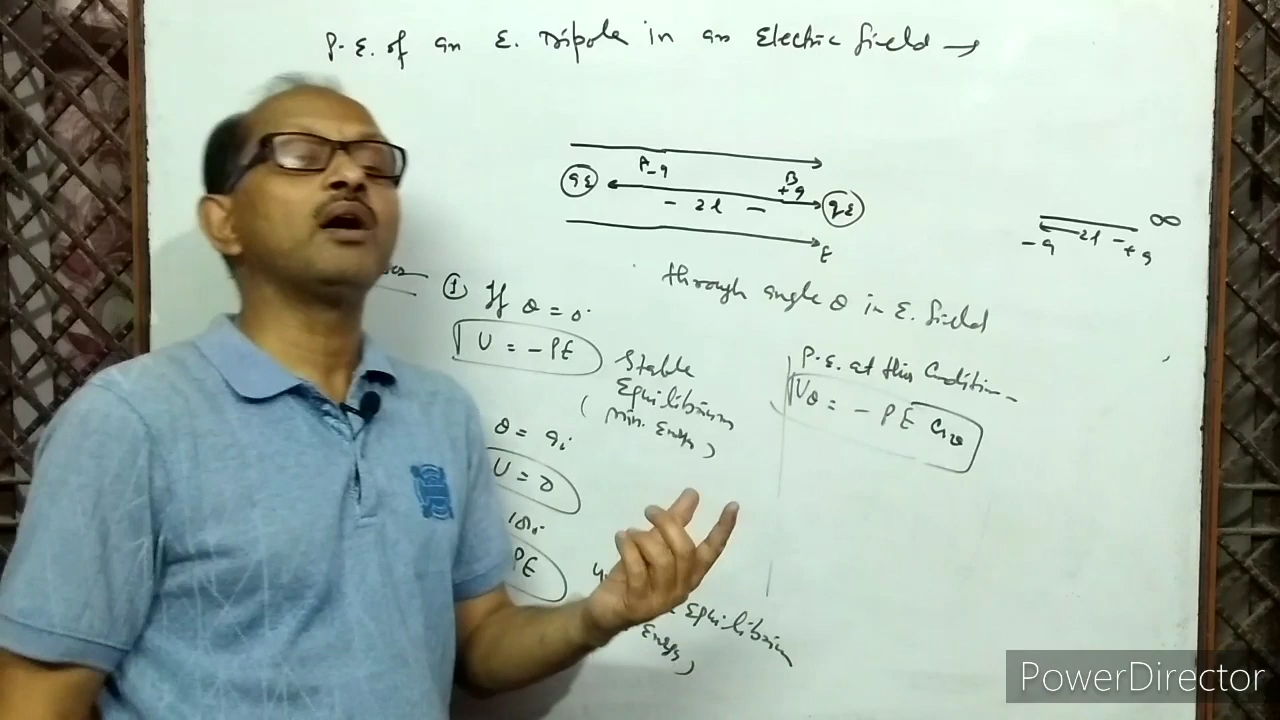 P.E. of an E. Dipole in an Electric field →
A -q
B +q
qE
qE
- 2l -
E
∞
-q 2l +q
through angle θ in E. field
① If θ = 0°
U = -PE
Stable
Equilibrium
( Min. Energy )
P.E. at this Condition -
Uθ = - PE Cosθ
θ = 90°
U = 0
180°
PE
Equilibrium
Energy )
PowerDirector